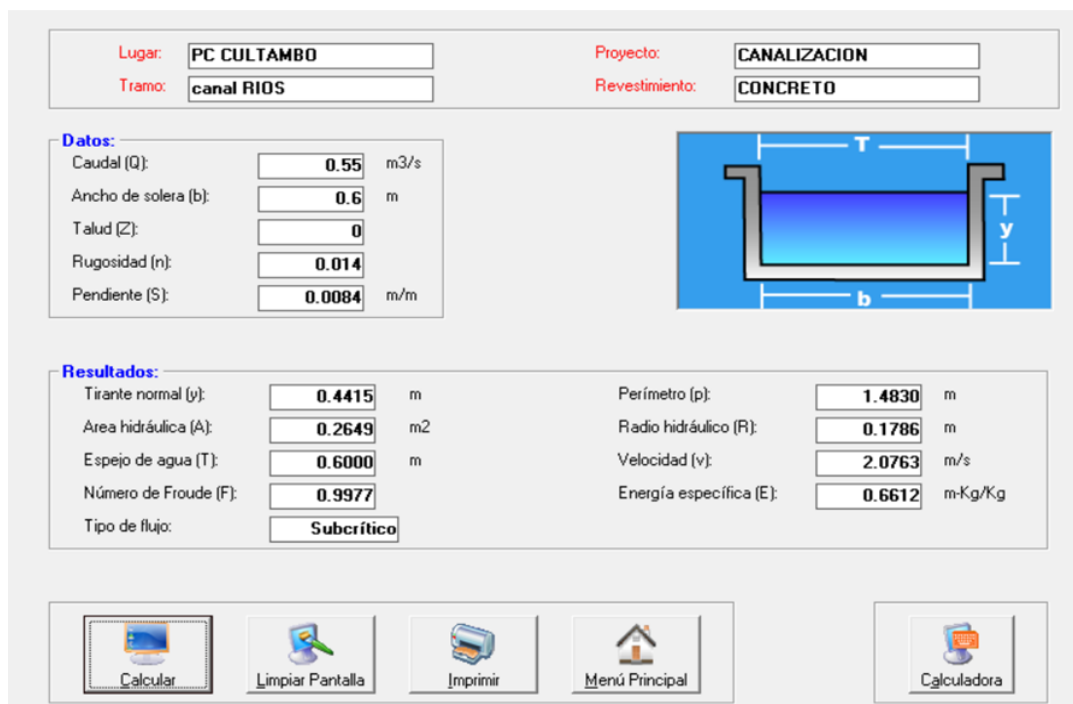 Lugar: PC CULTAMBO Proyecto: CANALIZACION
Tramo: canal RIOS Revestimiento: CONCRETO
Datos:
Caudal (Q): 0.55 m3/s
Ancho de solera (b): 0.6 m
Talud (Z): 0
Rugosidad (n): 0.014
Pendiente (S): 0.0084 m/m
T
y
b
Resultados:
Tirante normal (y): 0.4415 m Perímetro (p): 1.4830 m
Area hidráulica (A): 0.2649 m2 Radio hidráulico (R): 0.1786 m
Espejo de agua (T): 0.6000 m Velocidad (v): 2.0763 m/s
Número de Froude (F): 0.9977 Energía específica (E): 0.6612 m-Kg/Kg
Tipo de flujo: Subcrítico
Calcular Limpiar Pantalla Imprimir Menú Principal Calculadora